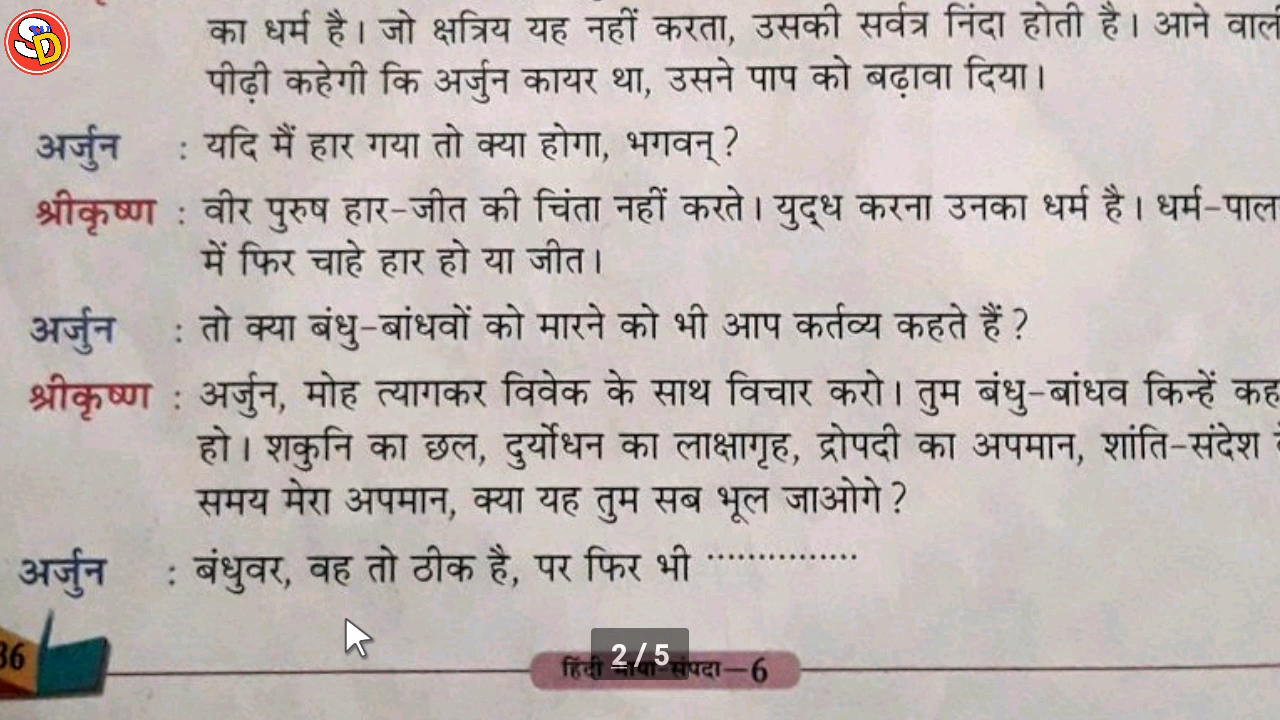 SD
का धर्म है। जो क्षत्रिय यह नहीं करता, उसकी सर्वत्र निंदा होती है। आने
पीढ़ी कहेगी कि अर्जुन कायर था, उसने पाप को बढ़ावा दिया।
अर्जुन : यदि मैं हार गया तो क्या होगा, भगवन् ?
श्रीकृष्ण : वीर पुरुष हार-जीत की चिंता नहीं करते। युद्ध करना उनका धर्म है।
में फिर चाहे हार हो या जीत।
अर्जुन : तो क्या बंधु-बांधवों को मारने को भी आप कर्तव्य कहते हैं ?
श्रीकृष्ण : अर्जुन, मोह त्यागकर विवेक के साथ विचार करो। तुम बंधु-बांधव किन्हें
हो। शकुनि का छल, दुर्योधन का लाक्षागृह, द्रोपदी का अपमान, शांति-संदेश
समय मेरा अपमान, क्या यह तुम सब भूल जाओगे ?
अर्जुन : बंधुवर, वह तो ठीक है, पर फिर भी ...............
36
2 / 5
हिंदी भाषा-संपदा—6